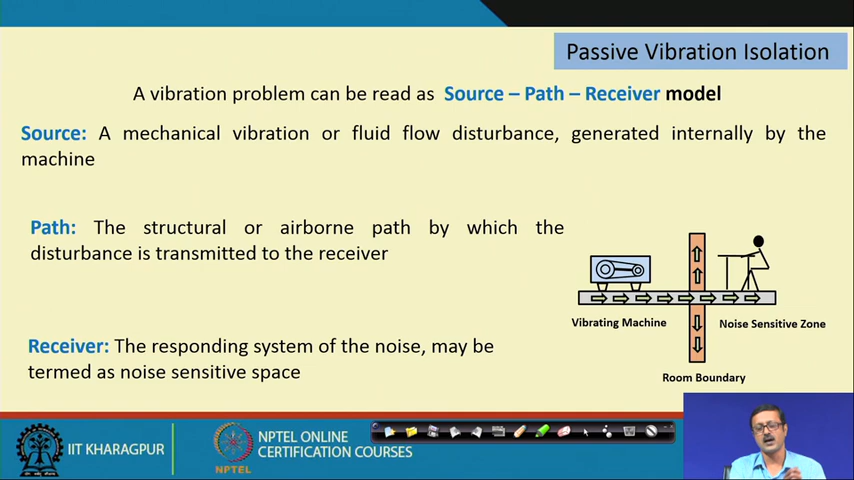 Passive Vibration Isolation
A vibration problem can be read as Source – Path – Receiver model
Source: A mechanical vibration or fluid flow disturbance, generated internally by the
machine
Path: The structural or airborne path by which the
disturbance is transmitted to the receiver
Vibrating Machine
Noise Sensitive Zone
Room Boundary
Receiver: The responding system of the noise, may be
termed as noise sensitive space
IIT KHARAGPUR
NPTEL
NPTEL ONLINE
CERTIFICATION COURSES